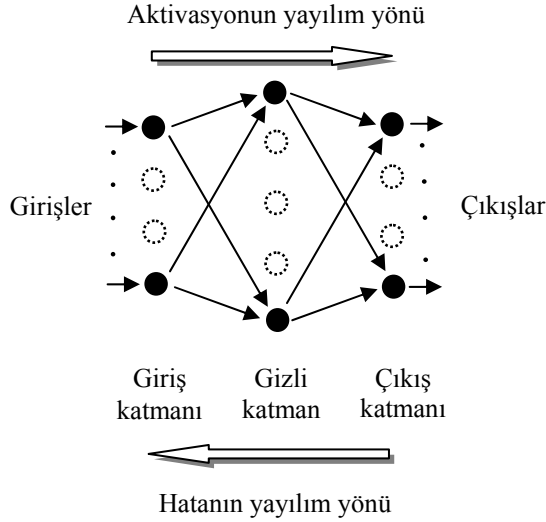 Aktivasyonun yayılım yönü
Girişler
Çıkışlar
Giriş katmanı
Gizli katman
Çıkış katmanı
Hatanın yayılım yönü